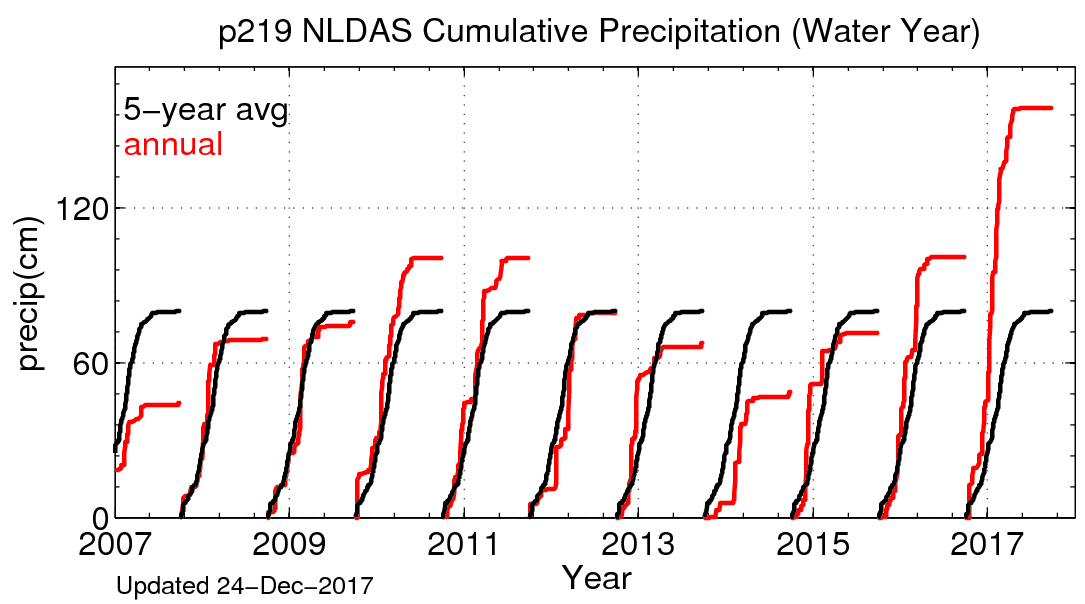 p219 NLDAS Cumulative Precipitation (Water Year)
5−year avg
annual
precip(cm)
120
60
0
2007 2009 2011 2013 2015 2017
Year
Updated 24−Dec−2017